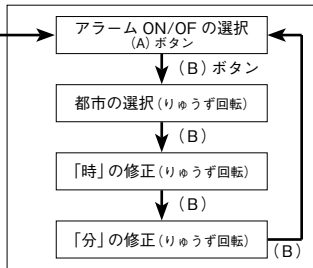 アラーム ON/OF の選択
(A) ボタン
(B) ボタン
都市の選択(りゅうず回転)
(B)
「時」の修正(りゅうず回転)
(B)
「分」の修正(りゅうず回転)
(B)